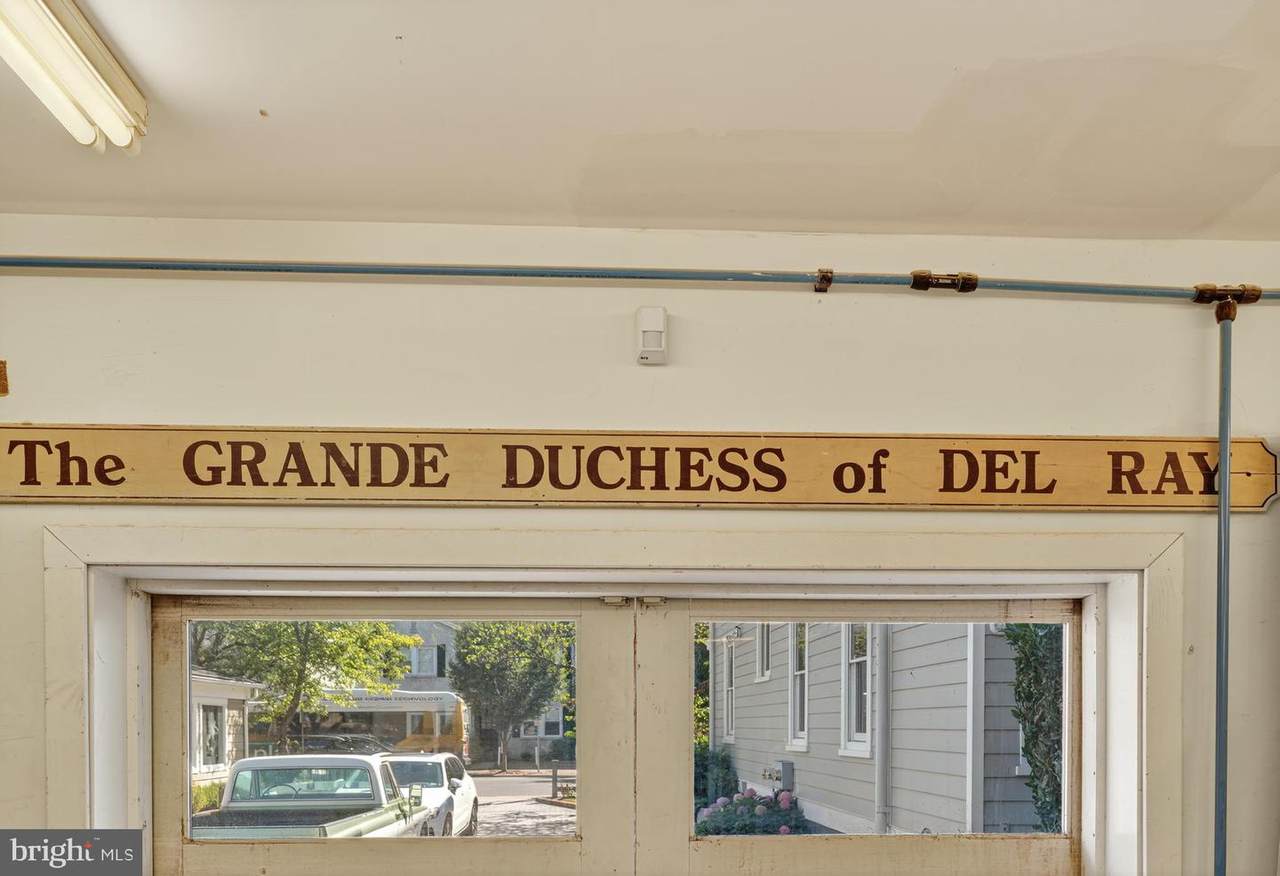 The GRANDE DUCHESS of DEL RAY
bright MLS